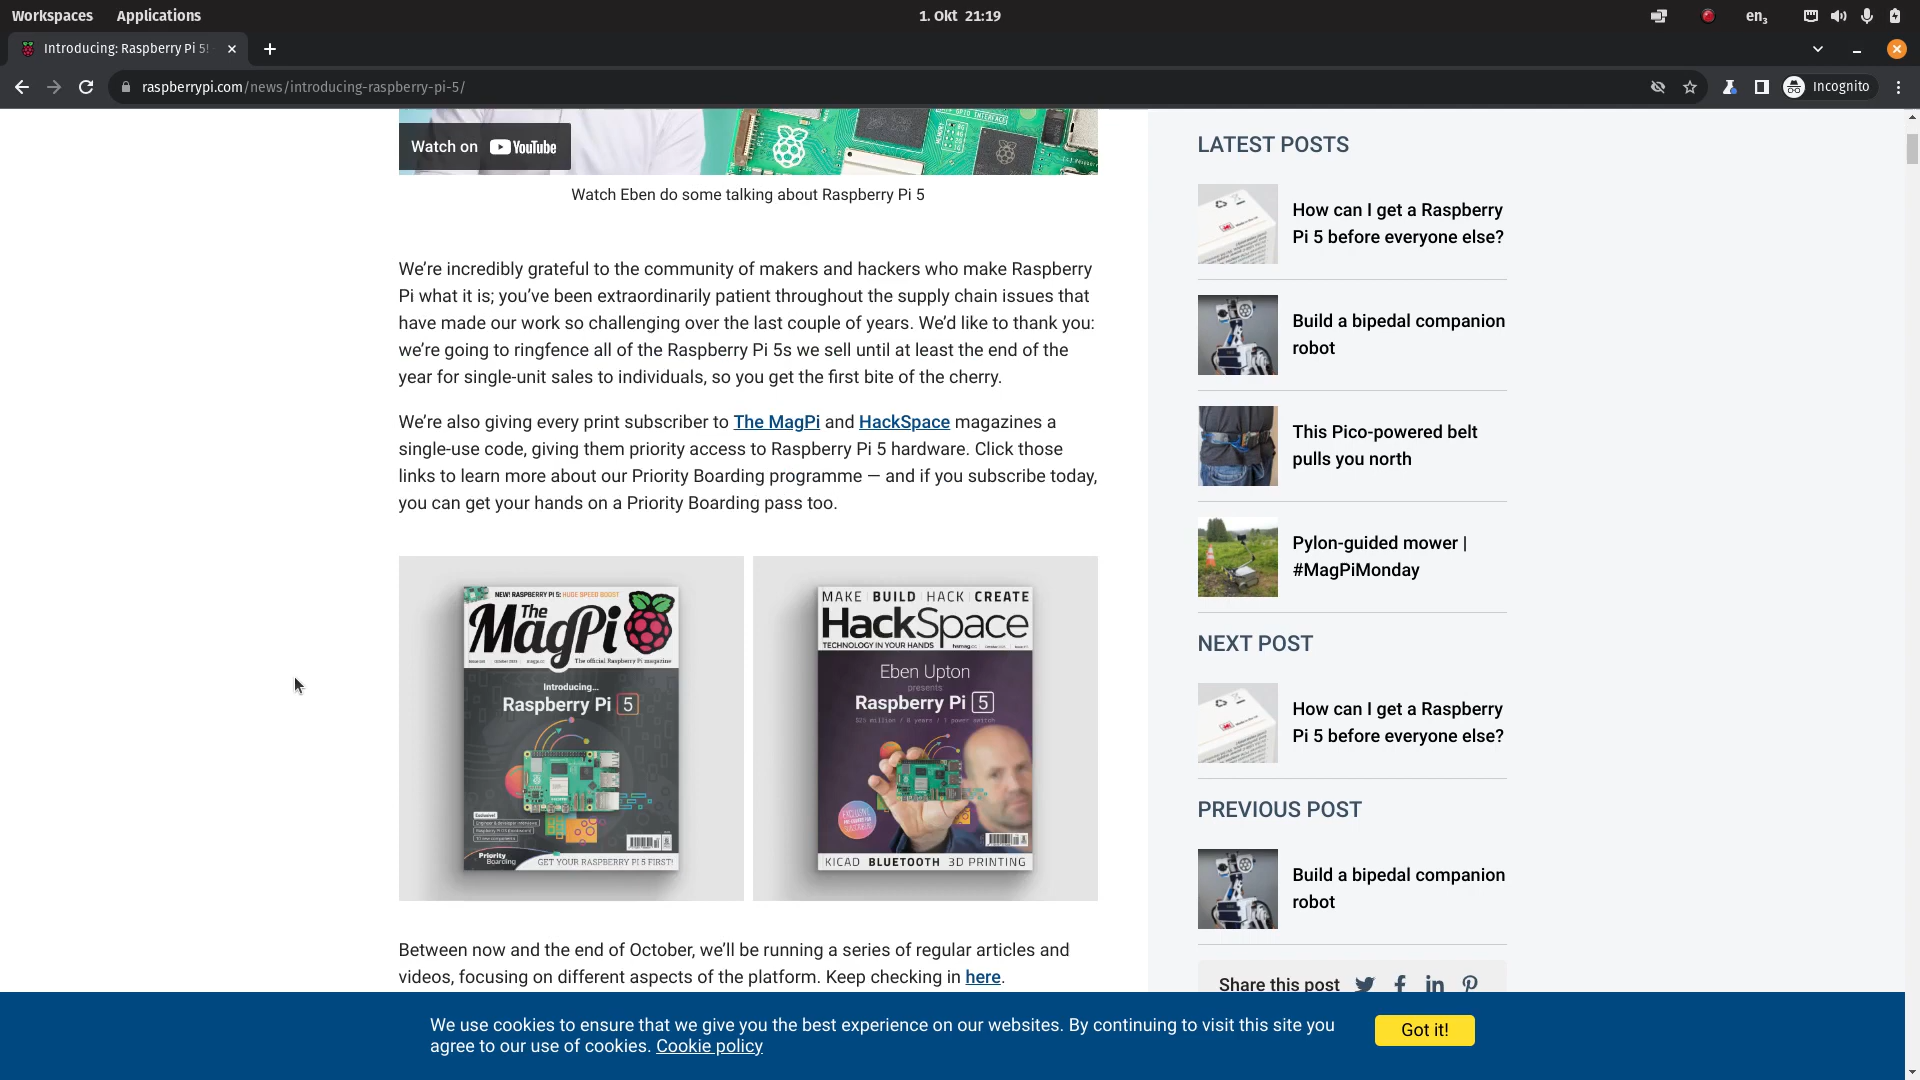 Workspaces Applications 1. Okt 21:19 en3
Introducing: Raspberry Pi 5!
raspberrypi.com/news/introducing-raspberry-pi-5/ Incognito
Watch on YouTube
Watch Eben do some talking about Raspberry Pi 5
We’re incredibly grateful to the community of makers and hackers who make Raspberry
Pi what it is; you’ve been extraordinarily patient throughout the supply chain issues that
have made our work so challenging over the last couple of years. We’d like to thank you:
we’re going to ringfence all of the Raspberry Pi 5s we sell until at least the end of the
year for single-unit sales to individuals, so you get the first bite of the cherry.
We’re also giving every print subscriber to The MagPi and HackSpace magazines a
single-use code, giving them priority access to Raspberry Pi 5 hardware. Click those
links to learn more about our Priority Boarding programme — and if you subscribe today,
you can get your hands on a Priority Boarding pass too.
NEW! RASPBERRY PI 5: HUGE SPEED BOOST
The
MagPi
The official Raspberry Pi magazine
Introducing...
Raspberry Pi 5
Priority
Boarding
GET YOUR RASPBERRY PI 5 FIRST!
MAKE BUILD HACK CREATE
HackSpace
TECHNOLOGY IN YOUR HANDS
Eben Upton
presents
Raspberry Pi 5
KICAD BLUETOOTH 3D PRINTING
Between now and the end of October, we’ll be running a series of regular articles and
videos, focusing on different aspects of the platform. Keep checking in here.
LATEST POSTS
How can I get a Raspberry
Pi 5 before everyone else?
Build a bipedal companion
robot
This Pico-powered belt
pulls you north
Pylon-guided mower |
#MagPiMonday
NEXT POST
How can I get a Raspberry
Pi 5 before everyone else?
PREVIOUS POST
Build a bipedal companion
robot
Share this post
We use cookies to ensure that we give you the best experience on our websites. By continuing to visit this site you
agree to our use of cookies. Cookie policy
Got it!